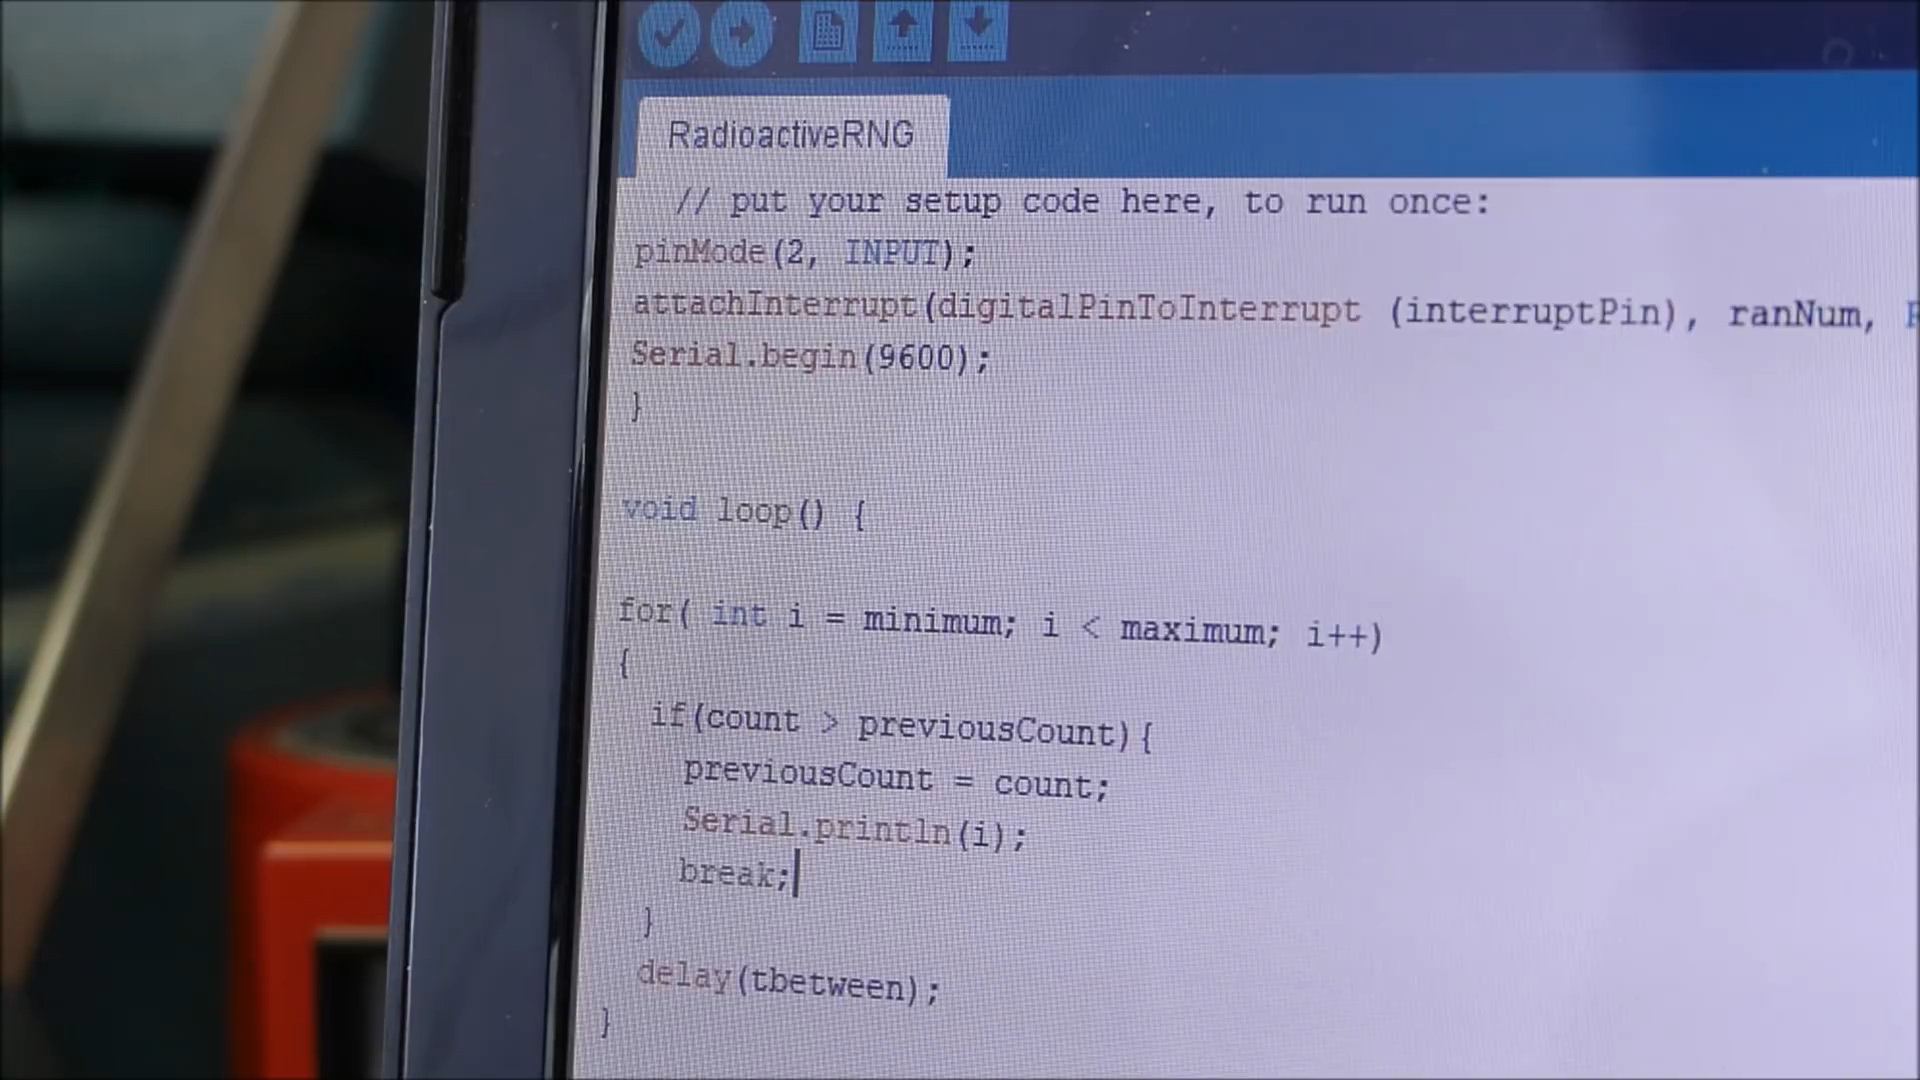 RadioactiveRNG
// put your setup code here, to run once:
pinMode(2, INPUT);
attachInterrupt(digitalPinToInterrupt (interruptPin), ranNum,
Serial.begin(9600);
}
void loop() {
for( int i = minimum; i < maximum; i++)
{
if(count > previousCount){
previousCount = count;
Serial.println(i);
break;
}
delay(tbetween);
}